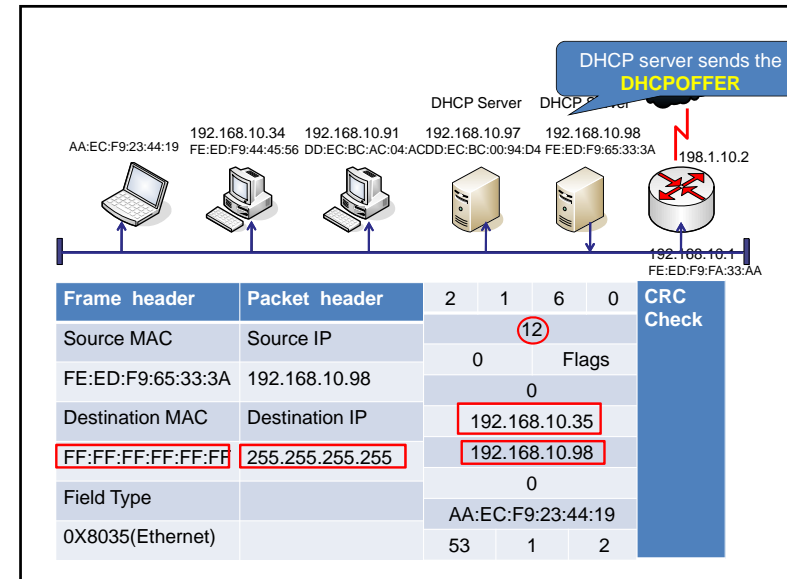 DHCP server sends the
DHCPOFFER
DHCP Server DHCP Server
192.168.10.34 192.168.10.91 192.168.10.97 192.168.10.98
AA:EC:F9:23:44:19 FE:ED:F9:44:45:56 DD:EC:BC:AC:04:AC DD:EC:BC:00:94:D4 FE:ED:F9:65:33:3A
198.1.10.2
192.168.10.1
FE:ED:F9:FA:33:AA
Frame header Packet header 2 1 6 0 CRC Check
12
Source MAC Source IP
0 Flags
FE:ED:F9:65:33:3A 192.168.10.98
0
Destination MAC Destination IP 192.168.10.35
FF:FF:FF:FF:FF:FF 255.255.255.255 192.168.10.98
0
Field Type
AA:EC:F9:23:44:19
0X8035(Ethernet) 53 1 2